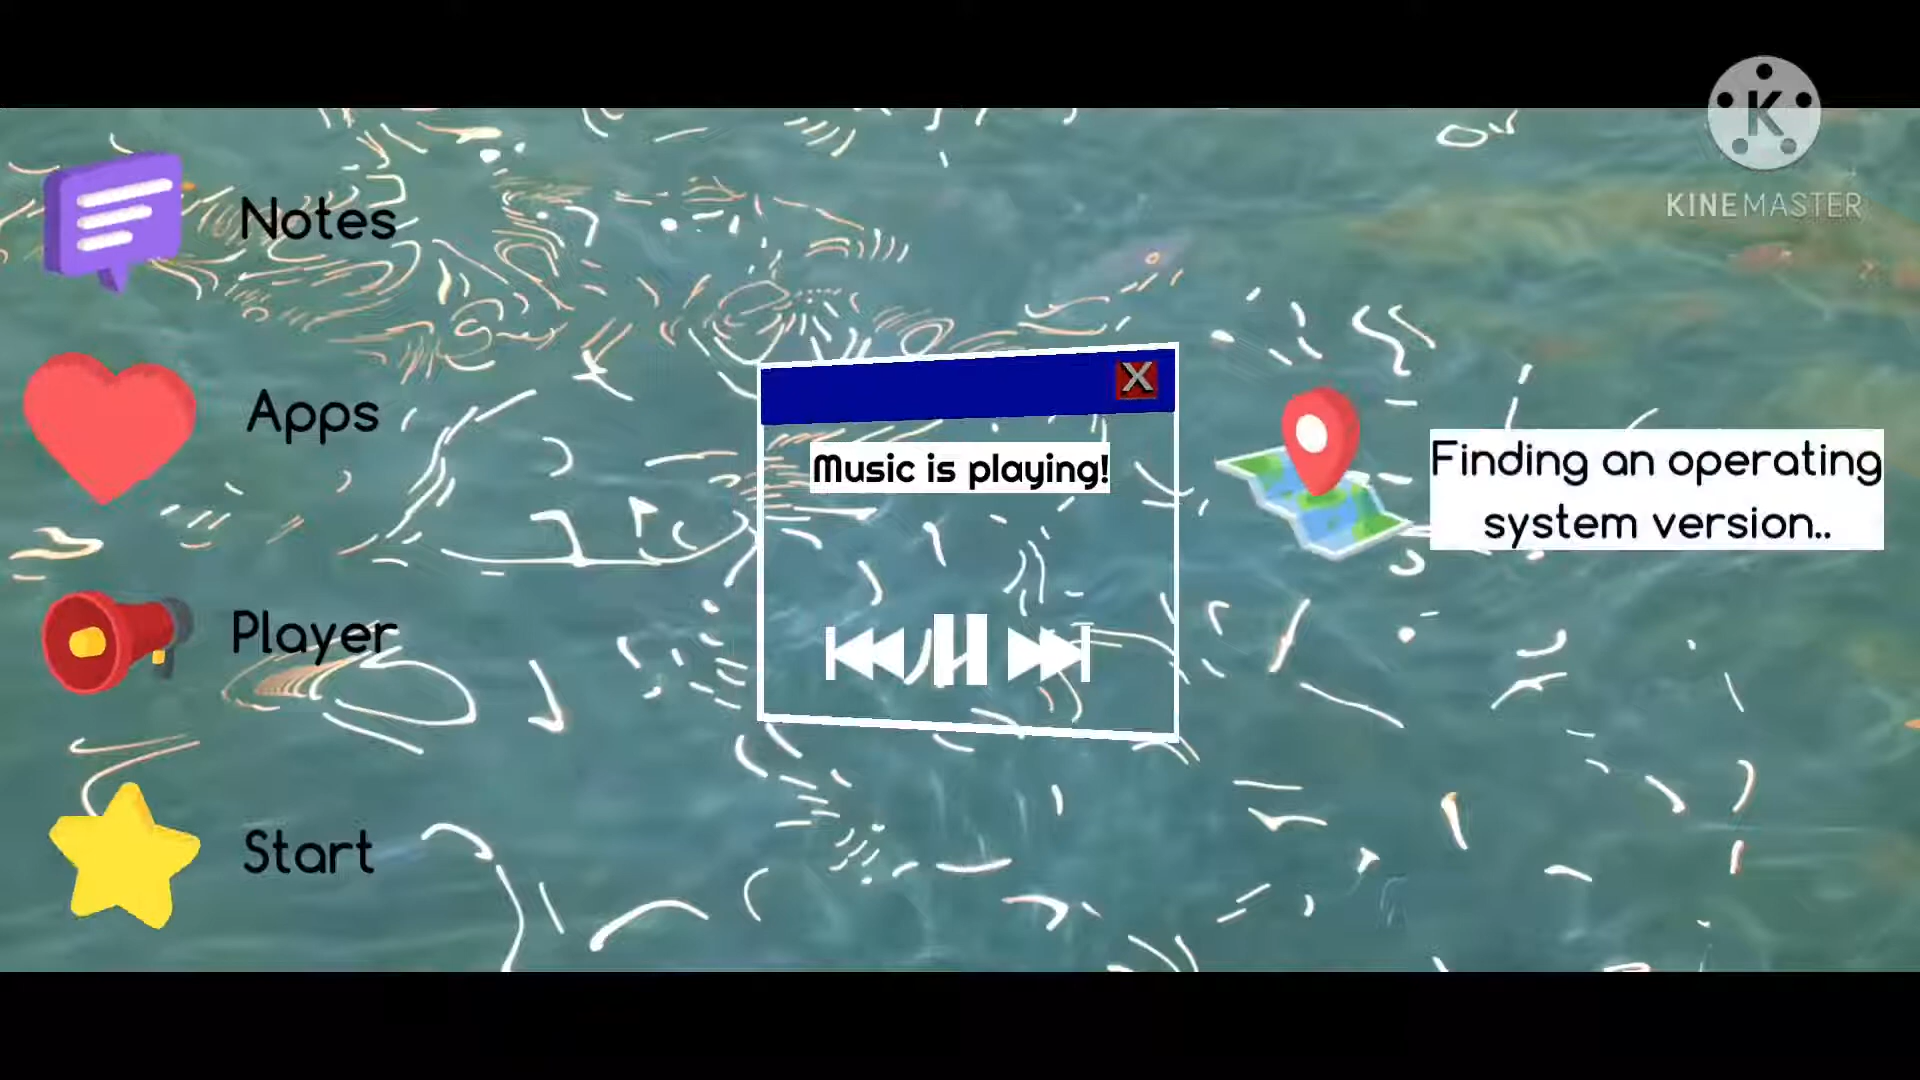 K
KINEMASTER
Notes
Apps
Player
Start
X
Music is playing!
Finding an operating
system version..